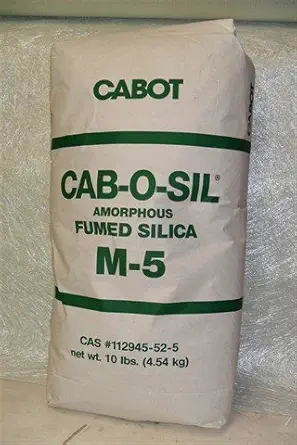 CABOT
CAB-O-SIL®
AMORPHOUS
FUMED SILICA
M-5
CAS #112945-52-5
net wt. 10 lbs. (4.54 kg)